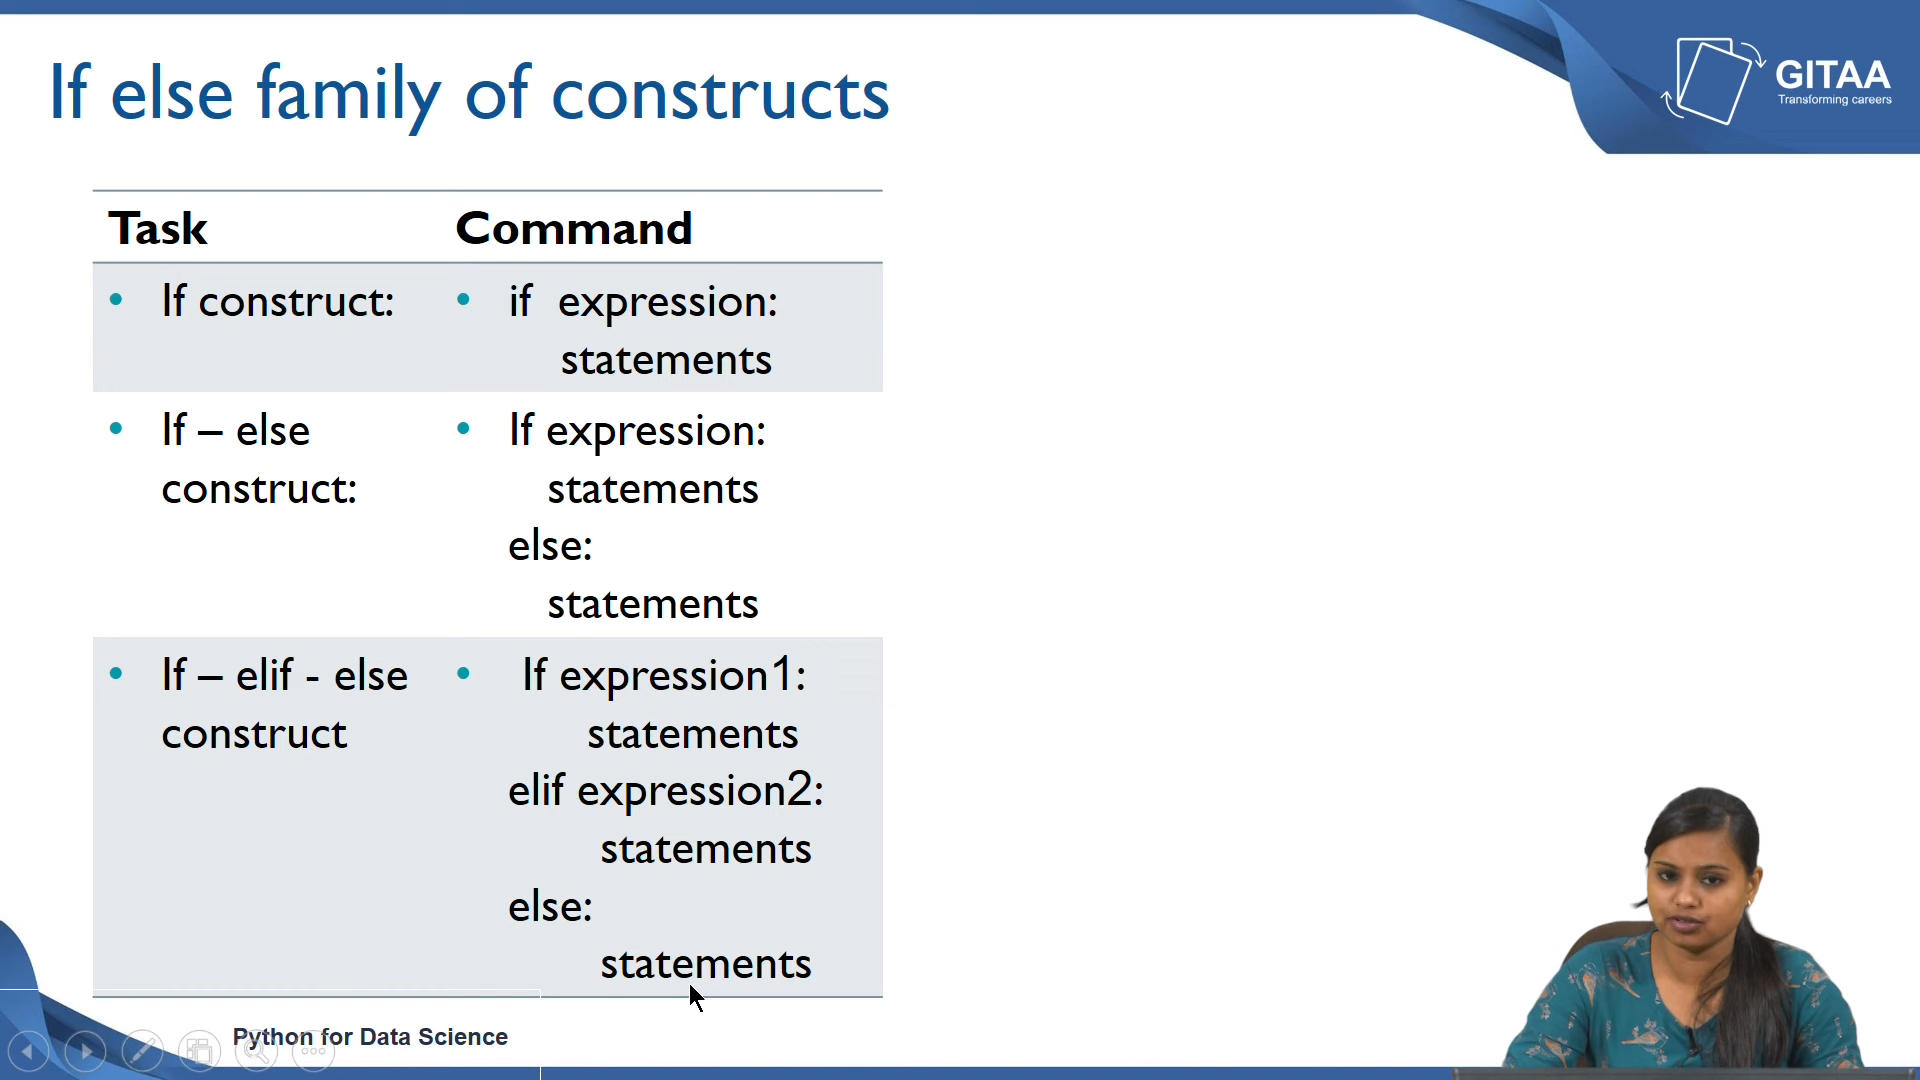 If else family of constructs
GITAA
Transforming careers
Task Command
• If construct: • if expression:
statements
• If – else • If expression:
construct: statements
else:
statements
• If – elif - else • If expression1:
construct statements
elif expression2:
statements
else:
statements
Python for Data Science